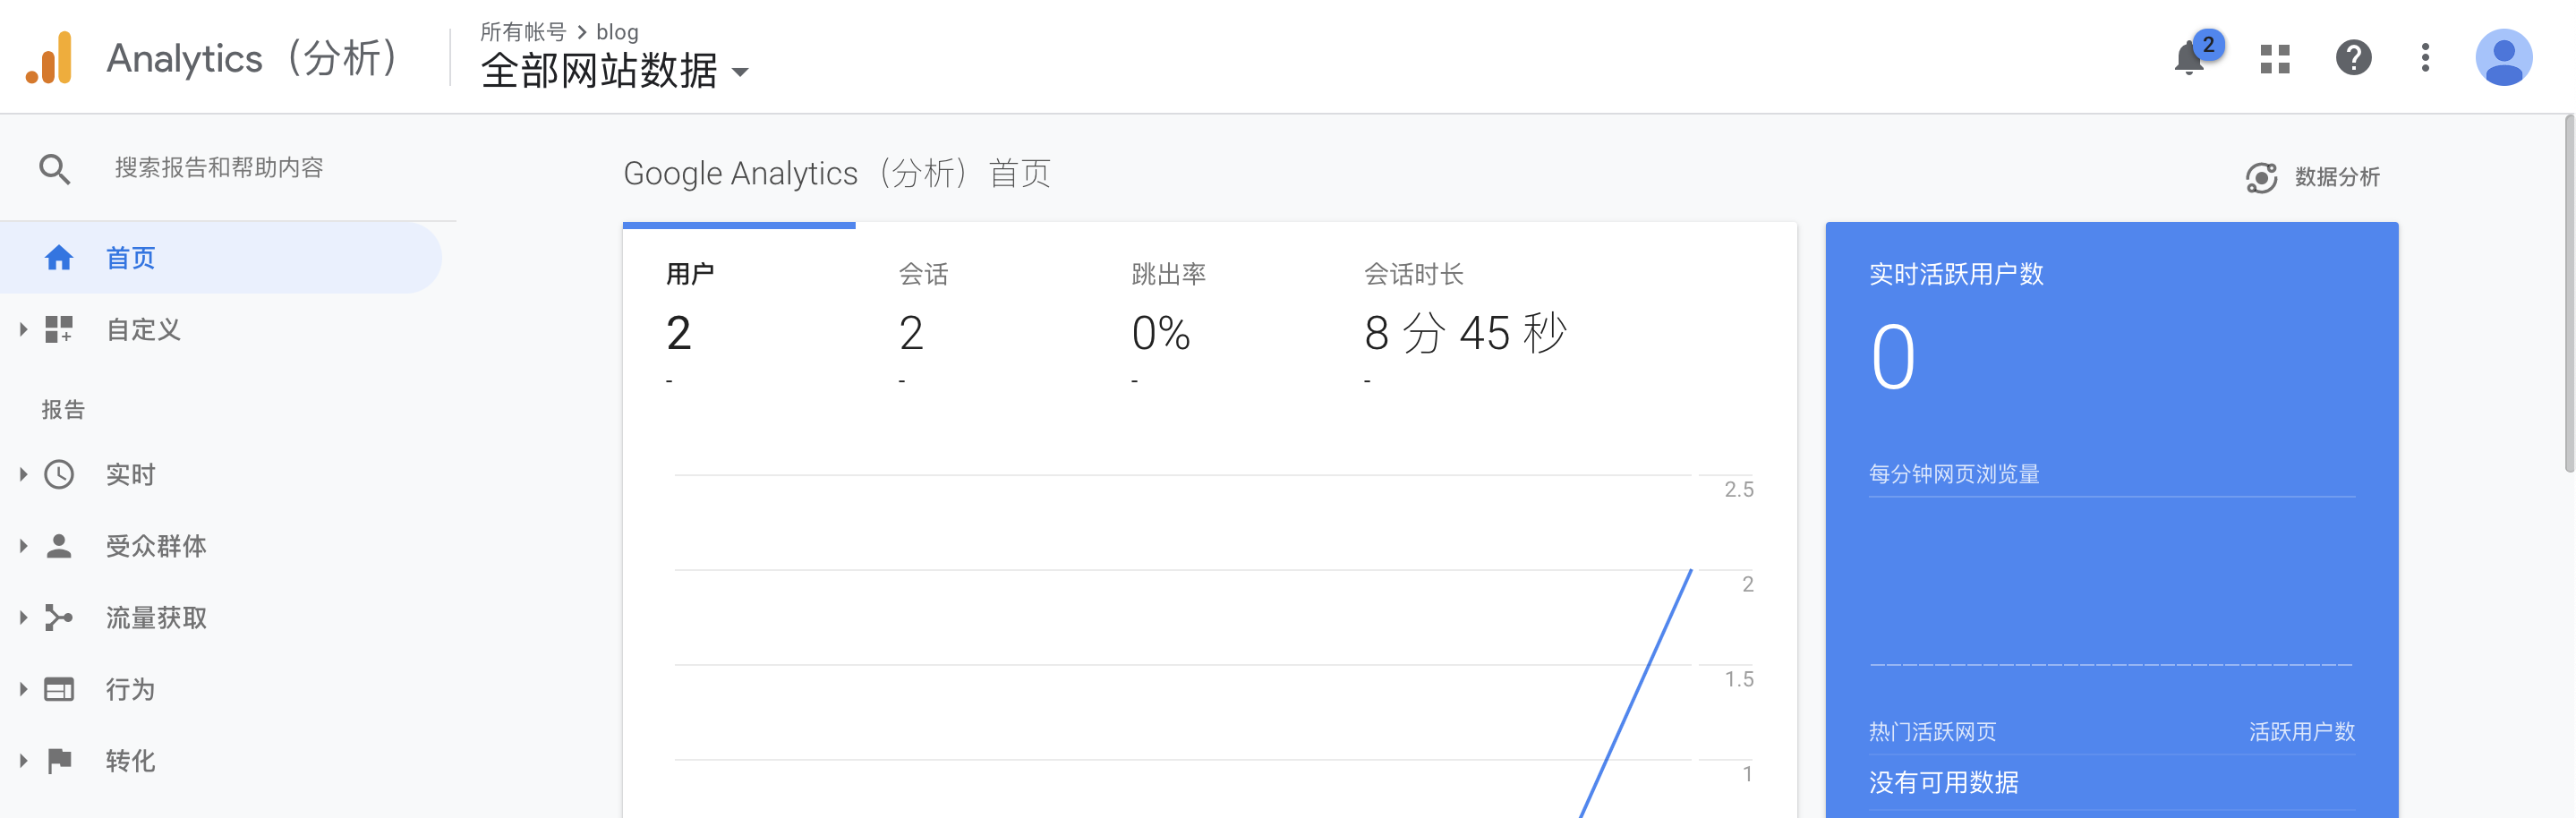 Analytics（分析）
所有帐号 > blog
全部网站数据
2
搜索报告和帮助内容
首页
自定义
报告
实时
受众群体
流量获取
行为
转化
Google Analytics（分析）首页
数据分析
用户
2
-
会话
2
-
跳出率
0%
-
会话时长
8 分 45 秒
-
2.5
2
1.5
1
实时活跃用户数
0
每分钟网页浏览量
热门活跃网页 活跃用户数
没有可用数据